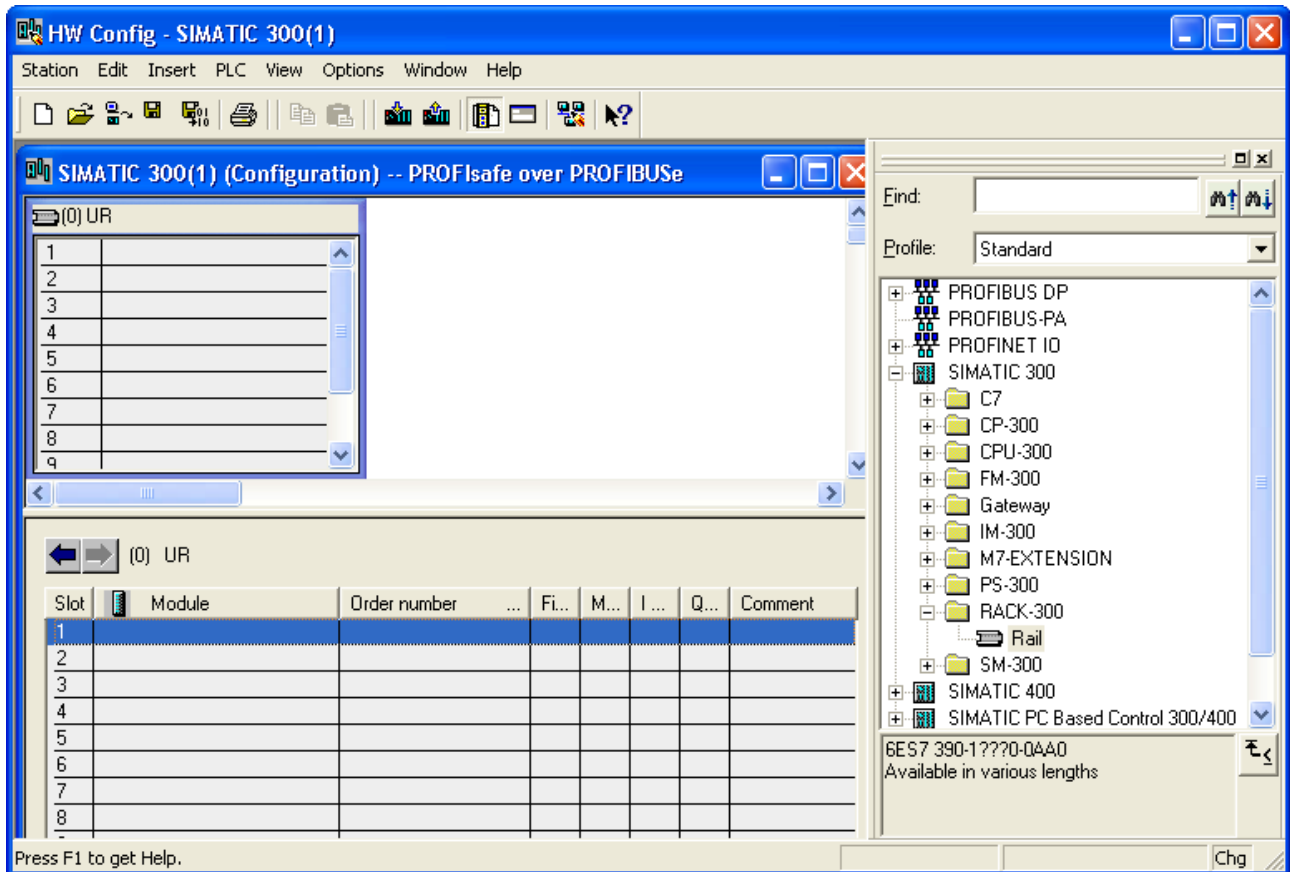 HW Config - SIMATIC 300(1)
Station Edit Insert PLC View Options Window Help
SIMATIC 300(1) (Configuration) -- PROFIsafe over PROFIBUSe
(0) UR
1
2
3
4
5
6
7
8
9
(0) UR
Slot Module Order number ... Fi... M... I ... Q... Comment
1
2
3
4
5
6
7
8
Find:
Profile: Standard
PROFIBUS DP
PROFIBUS-PA
PROFINET IO
SIMATIC 300
C7
CP-300
CPU-300
FM-300
Gateway
IM-300
M7-EXTENSION
PS-300
RACK-300
Rail
SM-300
SIMATIC 400
SIMATIC PC Based Control 300/400
6ES7 390-1???0-0AA0
Available in various lengths
Press F1 to get Help.
Chg